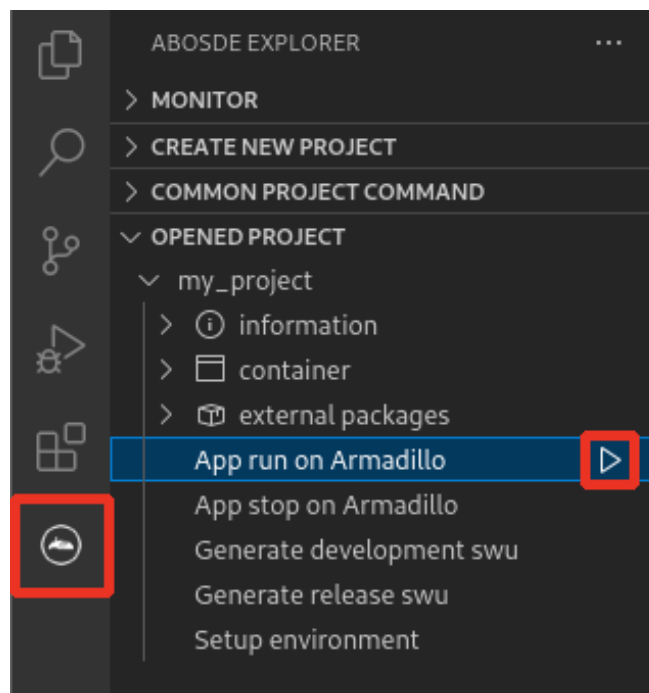 ABOSDE EXPLORER
MONITOR
CREATE NEW PROJECT
COMMON PROJECT COMMAND
OPENED PROJECT
my_project
information
container
external packages
App run on Armadillo
App stop on Armadillo
Generate development swu
Generate release swu
Setup environment